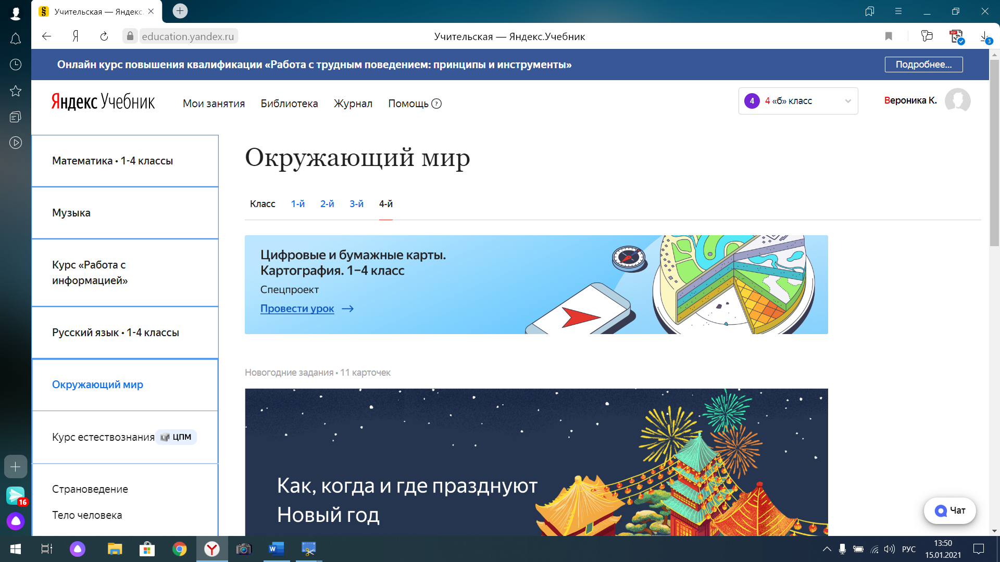 Учительская — Яндекс.
education.yandex.ru
Учительская — Яндекс.Учебник
PDF
3
Онлайн курс повышения квалификации «Работа с трудным поведением: принципы и инструменты»
Подробнее...
Яндекс Учебник
Мои занятия
Библиотека
Журнал
Помощь ?
4 4 «б» класс
Вероника К.
Математика • 1-4 классы
Музыка
Курс «Работа с
информацией»
Русский язык • 1-4 классы
Окружающий мир
Курс естествознания ЦПМ
Страноведение
Тело человека
Окружающий мир
Класс 1-й 2-й 3-й 4-й
Цифровые и бумажные карты.
Картография. 1–4 класс
Спецпроект
Провести урок →
Новогодние задания • 11 карточек
Как, когда и где празднуют
Новый год
Чат
16
РУС
13:50
15.01.2021